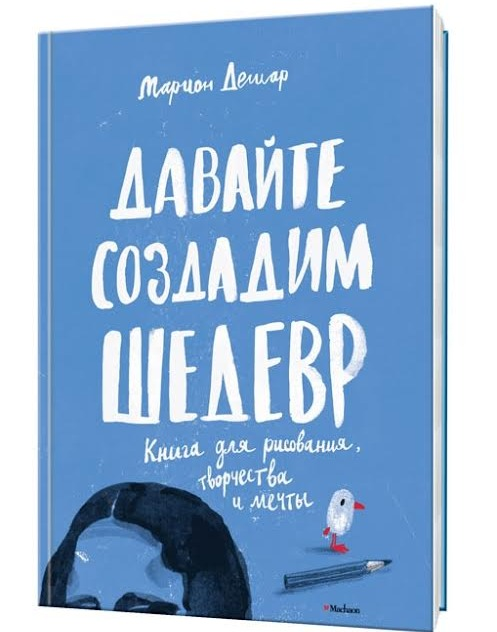 Марион Дешар
ДАВАЙТЕ
СОЗДАДИМ
ШЕДЕВР
Книга для рисования,
творчества
и мечты
Machaon